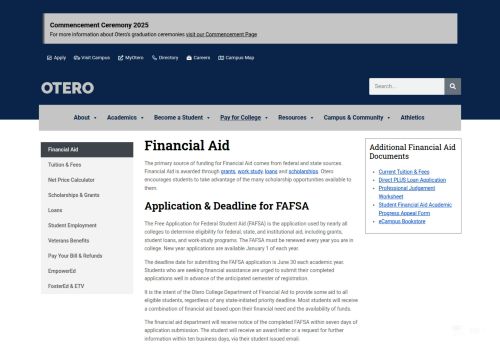 Commencement Ceremony 2025
For more information about Otero's graduation ceremonies visit our Commencement Page
Apply
Visit Campus
MyOtero
Directory
Careers
Campus Map
OTERO
Search...
About
Academics
Become a Student
Pay for College
Resources
Campus & Community
Athletics
Financial Aid
Tuition & Fees
Net Price Calculator
Scholarships & Grants
Loans
Student Employment
Veterans Benefits
Pay Your Bill & Refunds
EmpowerEd
FosterEd & ETV
Financial Aid
The primary source of funding for Financial Aid comes from federal and state sources.
Financial Aid is awarded through grants, work study, loans and scholarships. Otero
encourages students to take advantage of the many scholarship opportunities available to
them.
Application & Deadline for FAFSA
The Free Application for Federal Student Aid (FAFSA) is the application used by nearly all
colleges to determine eligibility for federal, state, and institutional aid, including grants,
student loans, and work-study programs. The FAFSA must be renewed every year you are in
college. New year applications are available January 1 of each year.
The deadline date for submitting the FAFSA application is June 30 each academic year.
Students who are seeking financial assistance are urged to submit their completed
applications well in advance of the anticipated semester of registration.
It is the intent of the Otero College Department of Financial Aid to provide some aid to all
eligible students, regardless of any state-initiated priority deadline. Most students will receive
a combination of financial aid based upon their financial need and the availability of funds.
The financial aid department will receive notice of the completed FAFSA within seven days of
application submission. The student will receive an award letter or a request for further
information within ten business days, via their student issued email.
Additional Financial Aid
Documents
Current Tuition & Fees
Direct PLUS Loan Application
Professional Judgement
Worksheet
Student Financial Aid Academic
Progress Appeal Form
eCampus Bookstore